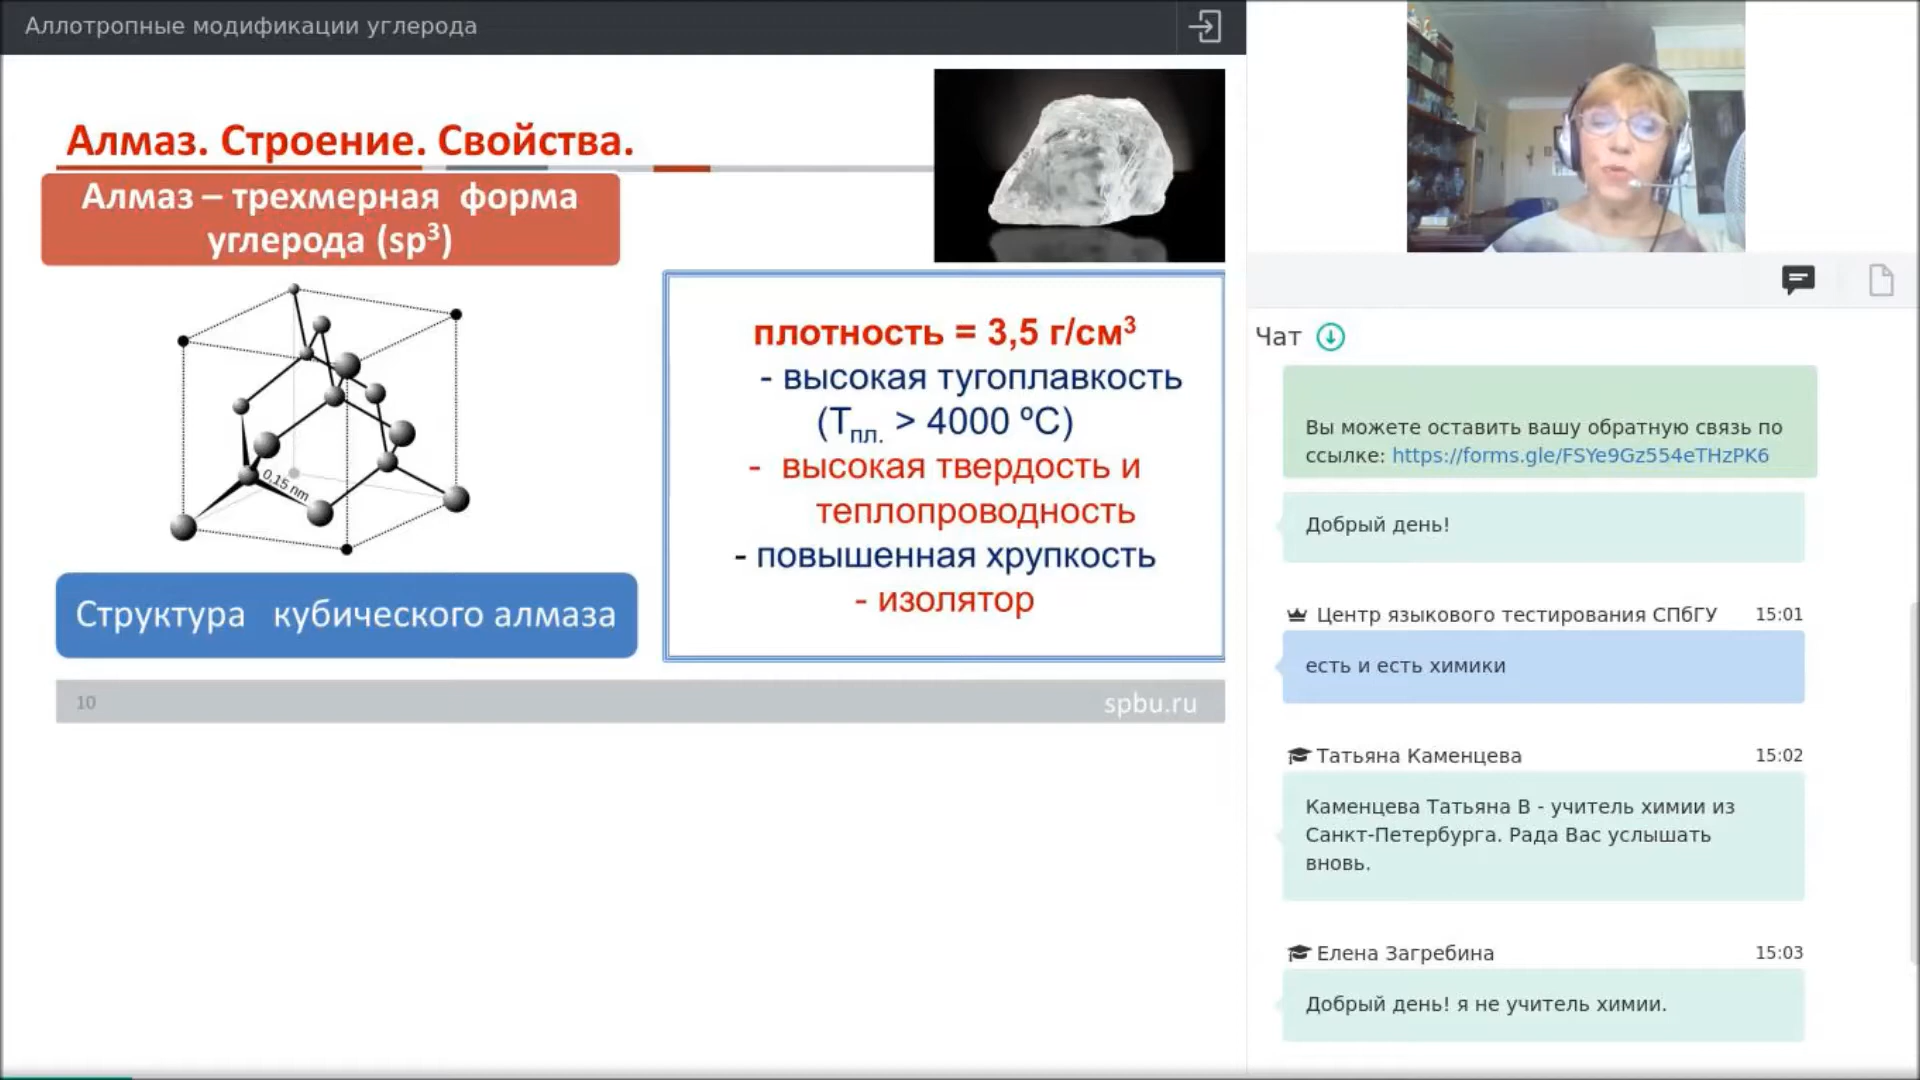 Аллотропные модификации углерода
Алмаз. Строение. Свойства.
Алмаз – трехмерная форма
углерода (sp³)
0,15 nm
Структура кубического алмаза
плотность = 3,5 г/см³
- высокая тугоплавкость
(Tпл. > 4000 ºC)
- высокая твердость и
теплопроводность
- повышенная хрупкость
- изолятор
10
spbu.ru
Чат
Вы можете оставить вашу обратную связь по
ссылке: https://forms.gle/FSYe9Gz554eTHzPK6
Добрый день!
Центр языкового тестирования СПбГУ 15:01
есть и есть химики
Татьяна Каменцева 15:02
Каменцева Татьяна В - учитель химии из
Санкт-Петербурга. Рада Вас услышать
вновь.
Елена Загребина 15:03
Добрый день! я не учитель химии.